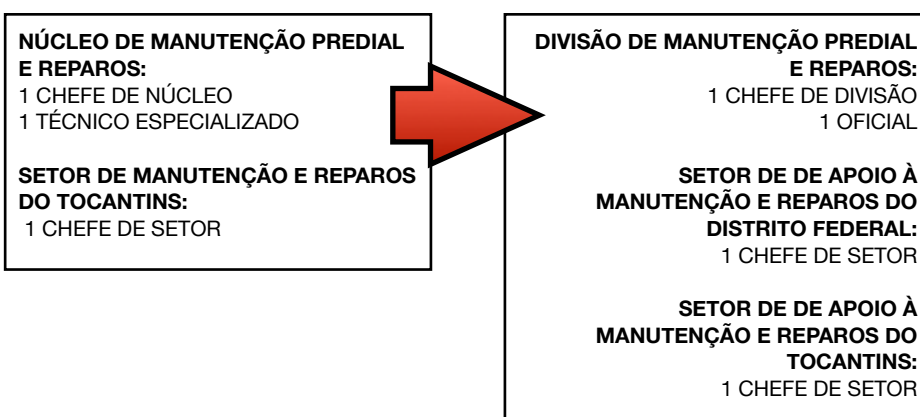 NÚCLEO DE MANUTENÇÃO PREDIAL
E REPAROS:
1 CHEFE DE NÚCLEO
1 TÉCNICO ESPECIALIZADO
SETOR DE MANUTENÇÃO E REPAROS
DO TOCANTINS:
1 CHEFE DE SETOR
DIVISÃO DE MANUTENÇÃO PREDIAL
E REPAROS:
1 CHEFE DE DIVISÃO
1 OFICIAL
SETOR DE DE APOIO À
MANUTENÇÃO E REPAROS DO
DISTRITO FEDERAL:
1 CHEFE DE SETOR
SETOR DE DE APOIO À
MANUTENÇÃO E REPAROS DO
TOCANTINS:
1 CHEFE DE SETOR